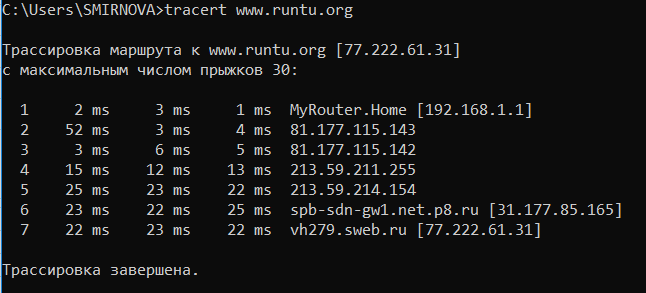 C:\Users\SMIRNOVA>tracert www.runtu.org
Трассировка маршрута к www.runtu.org [77.222.61.31]
с максимальным числом прыжков 30:
1 2 ms 3 ms 1 ms MyRouter.Home [192.168.1.1]
2 52 ms 3 ms 4 ms 81.177.115.143
3 3 ms 6 ms 5 ms 81.177.115.142
4 15 ms 12 ms 13 ms 213.59.211.255
5 25 ms 23 ms 22 ms 213.59.214.154
6 23 ms 22 ms 25 ms spb-sdn-gw1.net.p8.ru [31.177.85.165]
7 22 ms 23 ms 22 ms vh279.sweb.ru [77.222.61.31]
Трассировка завершена.